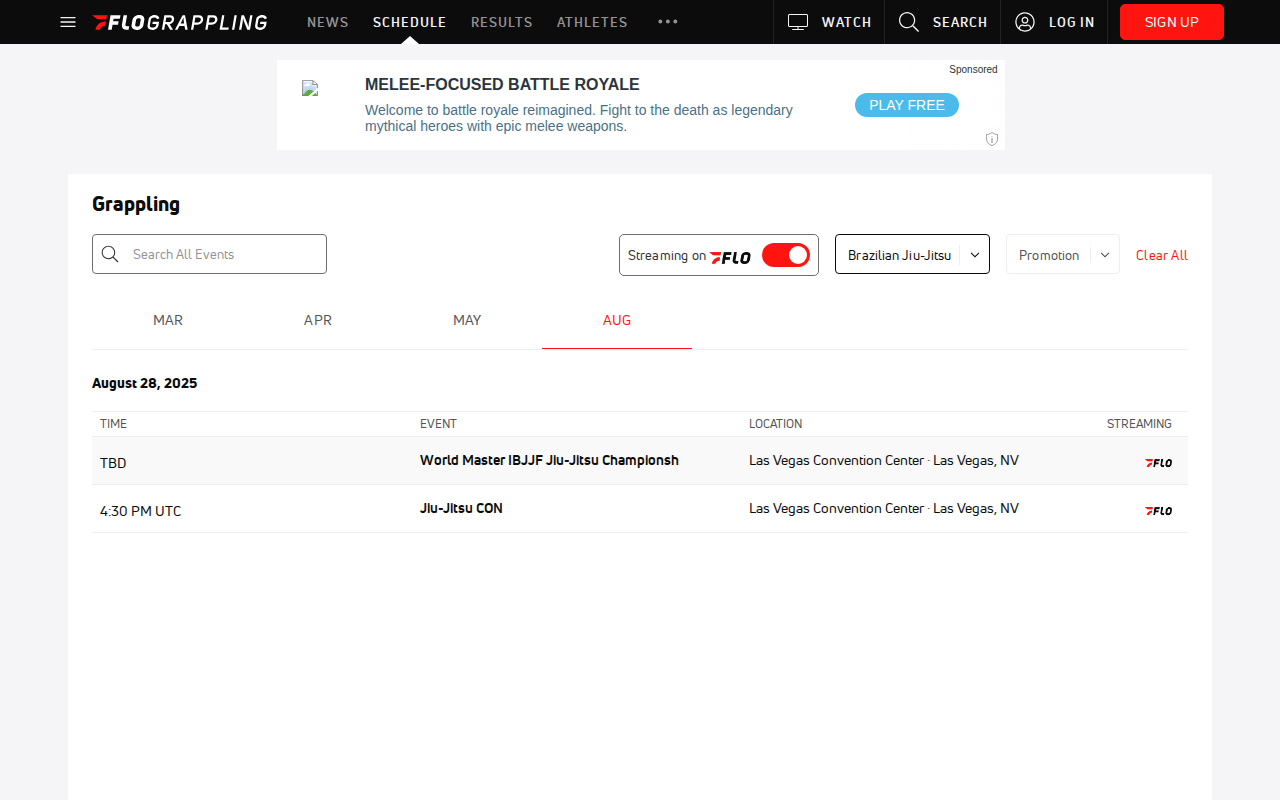 FLOGRAPPLING NEWS SCHEDULE RESULTS ATHLETES WATCH SEARCH LOG IN SIGN UP
Sponsored
MELEE-FOCUSED BATTLE ROYALE
Welcome to battle royale reimagined. Fight to the death as legendary
mythical heroes with epic melee weapons.
PLAY FREE
Grappling
Search All Events Streaming on FLO Brazilian Jiu-Jitsu Promotion Clear All
MAR APR MAY AUG
August 28, 2025
TIME EVENT LOCATION STREAMING
TBD World Master IBJJF Jiu-Jitsu Championsh Las Vegas Convention Center · Las Vegas, NV FLO
4:30 PM UTC Jiu-Jitsu CON Las Vegas Convention Center · Las Vegas, NV FLO